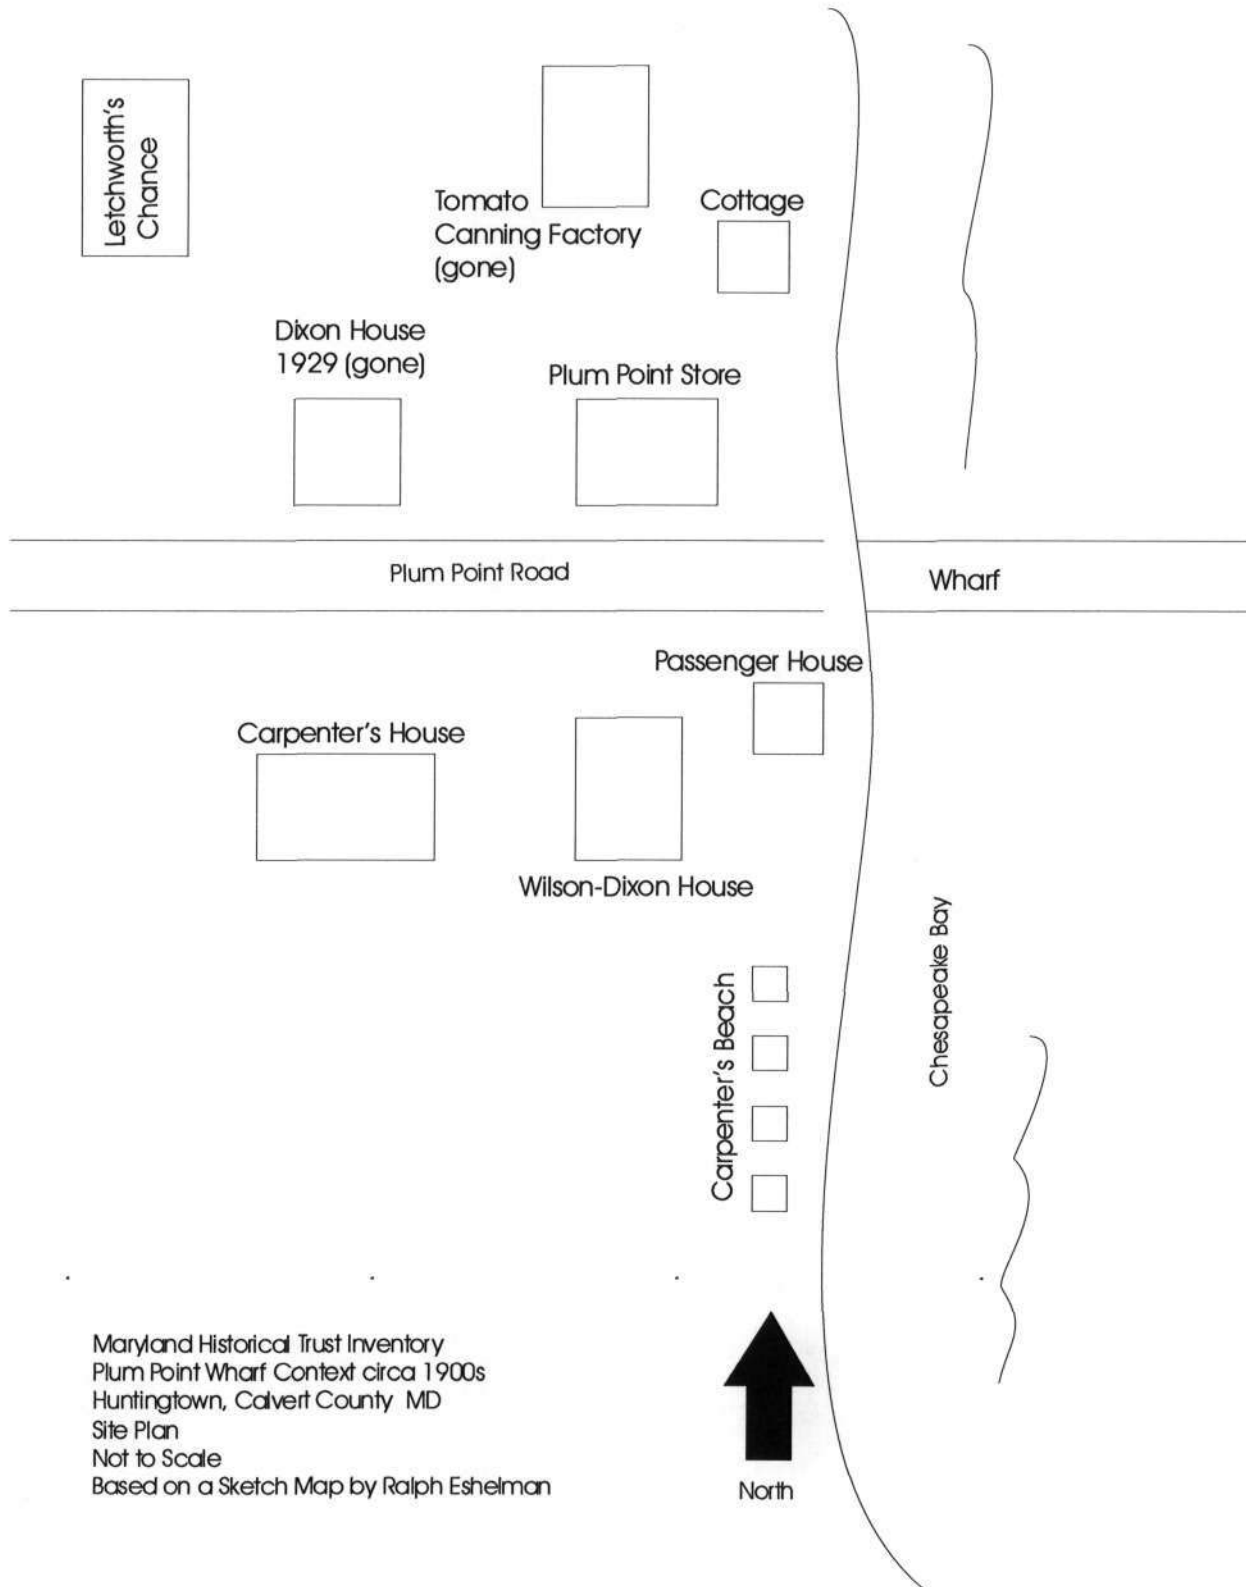 Letchworth's
Chance
Tomato
Canning Factory
(gone)
Cottage
Dixon House
1929 (gone)
Plum Point Store
Plum Point Road
Wharf
Passenger House
Carpenter's House
Wilson-Dixon House
Carpenter's Beach
Chesapeake Bay
Maryland Historical Trust Inventory
Plum Point Wharf Context circa 1900s
Huntingtown, Calvert County MD
Site Plan
Not to Scale
Based on a Sketch Map by Ralph Eshelman
North